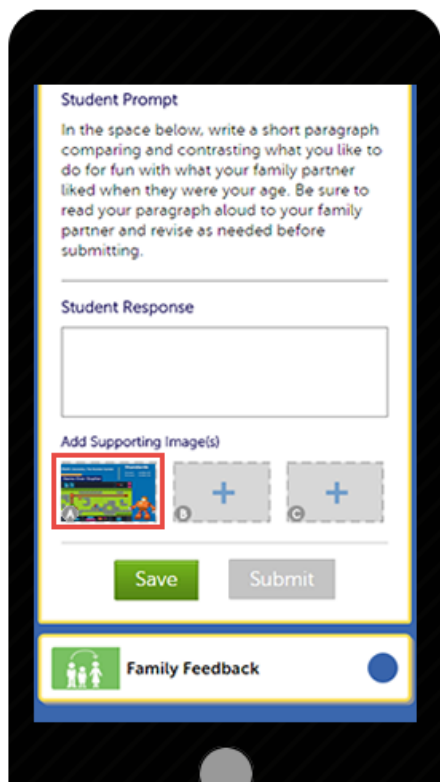 Student Prompt
In the space below, write a short paragraph
comparing and contrasting what you like to
do for fun with what your family partner
liked when they were your age. Be sure to
read your paragraph aloud to your family
partner and revise as needed before
submitting.
Student Response
Add Supporting Image(s)
A
B
C
Save
Submit
Family Feedback